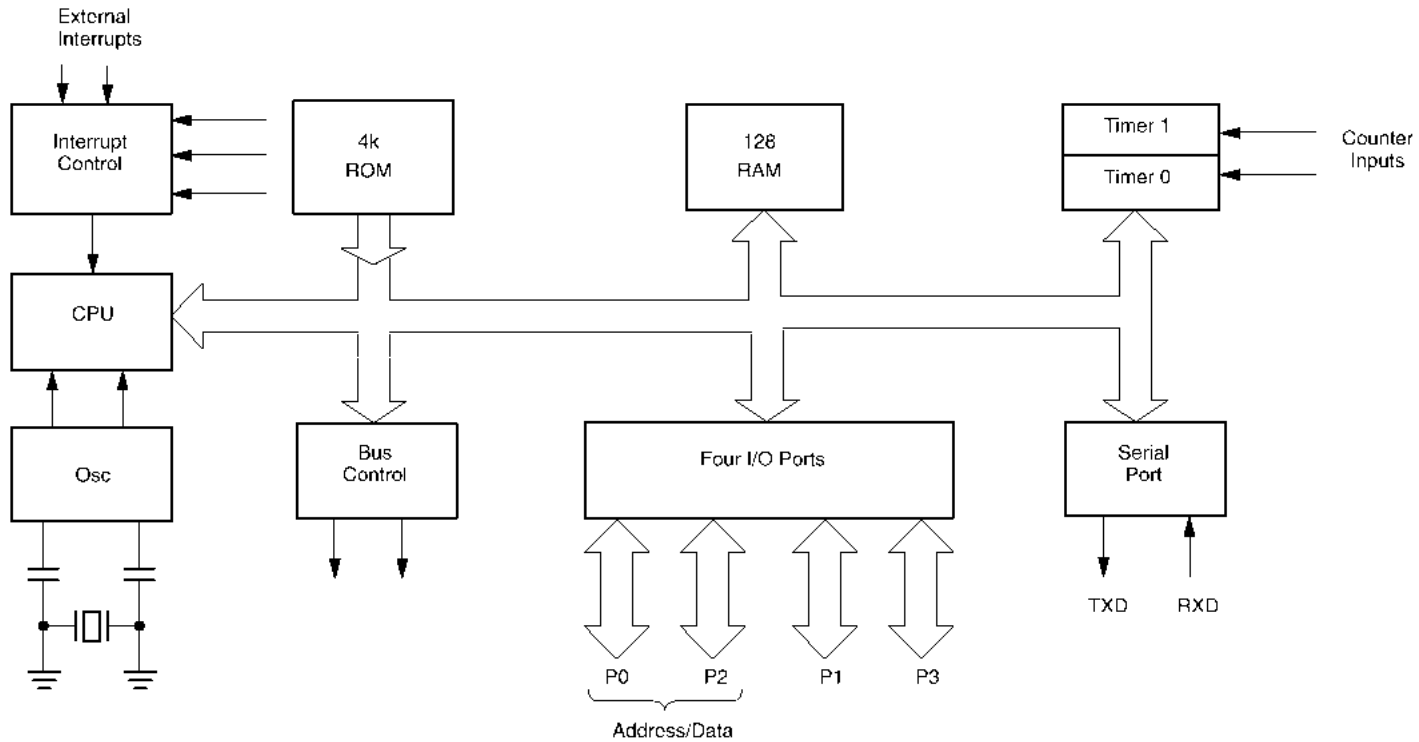 External
Interrupts
Interrupt
Control
4k
ROM
128
RAM
Timer 1
Timer 0
Counter
Inputs
CPU
Osc
Bus
Control
Four I/O Ports
Serial
Port
TXD
RXD
P0
P2
P1
P3
Address/Data